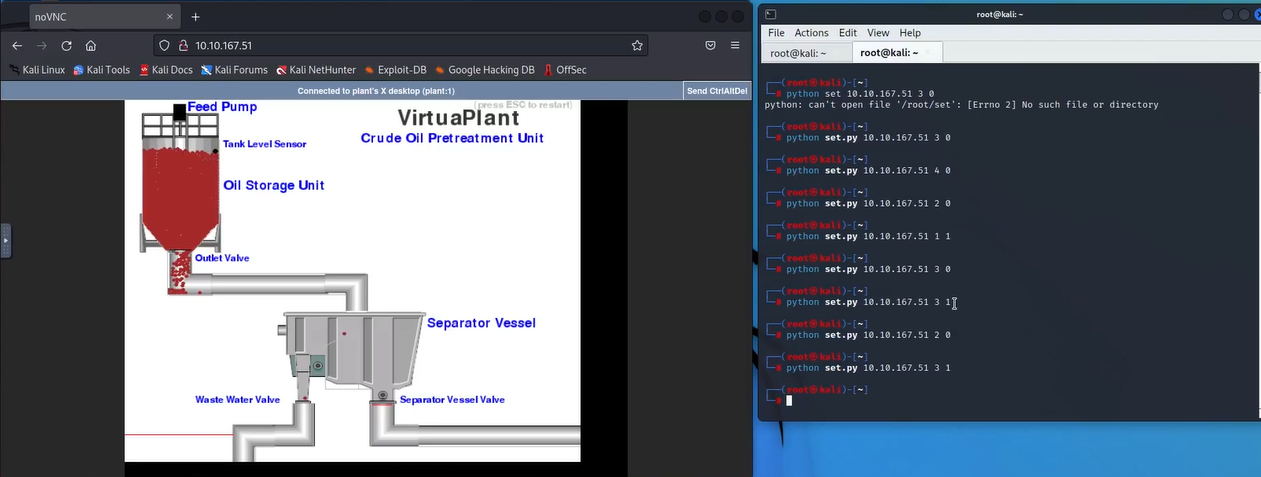 noVNC
10.10.167.51
Kali Linux
Kali Tools
Kali Docs
Kali Forums
Kali NetHunter
Exploit-DB
Google Hacking DB
OffSec
Connected to plant's X desktop (plant:1)
Send CtrlAltDel
(press ESC to restart)
Feed Pump
VirtuaPlant
Crude Oil Pretreatment Unit
Tank Level Sensor
Oil Storage Unit
Outlet Valve
Separator Vessel
Waste Water Valve
Separator Vessel Valve
root@kali: ~
File Actions Edit View Help
root@kali: ~
root@kali: ~
(root㉿kali)-[~]
# python set 10.10.167.51 3 0
python: can't open file '/root/set': [Errno 2] No such file or directory
(root㉿kali)-[~]
# python set.py 10.10.167.51 3 0
(root㉿kali)-[~]
# python set.py 10.10.167.51 4 0
(root㉿kali)-[~]
# python set.py 10.10.167.51 2 0
(root㉿kali)-[~]
# python set.py 10.10.167.51 1 1
(root㉿kali)-[~]
# python set.py 10.10.167.51 3 0
(root㉿kali)-[~]
# python set.py 10.10.167.51 3 1
(root㉿kali)-[~]
# python set.py 10.10.167.51 2 0
(root㉿kali)-[~]
# python set.py 10.10.167.51 3 1
(root㉿kali)-[~]
#